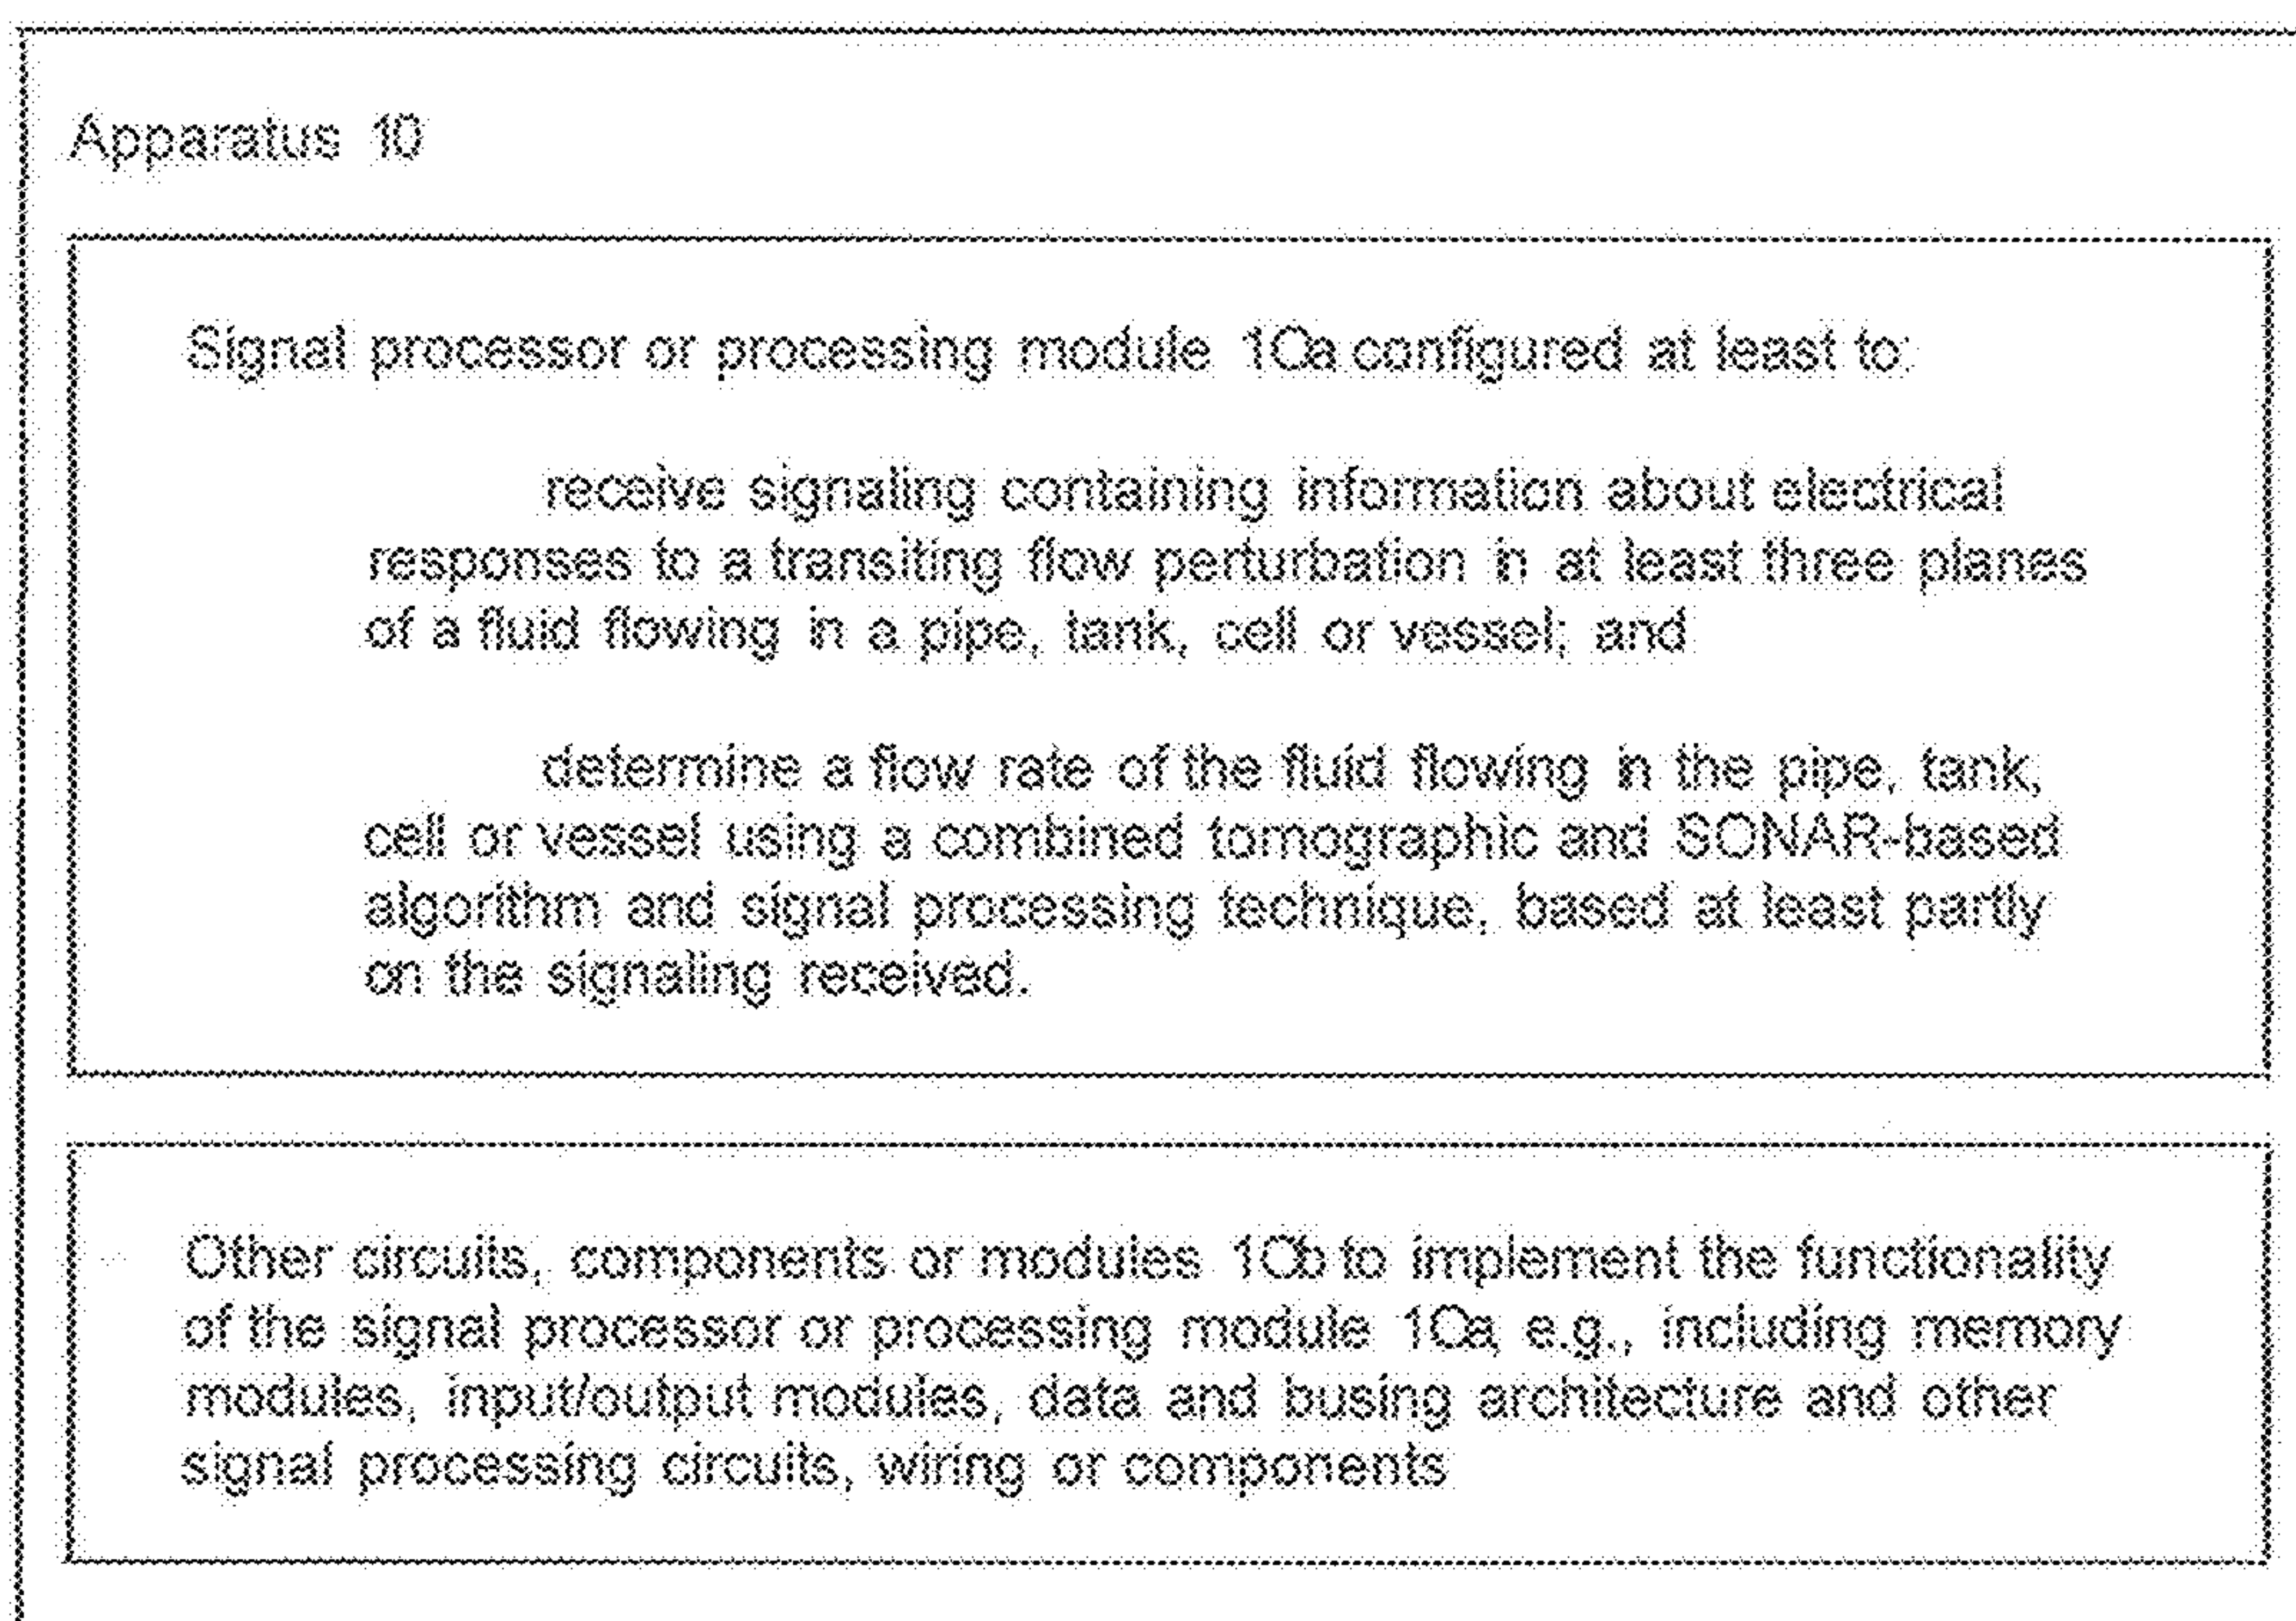 Apparatus 10
Signal processor or processing module 10a configured at least to:
receive signaling containing information about electrical
responses to a transiting flow perturbation in at least three planes
of a fluid flowing in a pipe, tank, cell or vessel; and
determine a flow rate of the fluid flowing in the pipe, tank,
cell or vessel using a combined tomographic and SONAR-based
algorithm and signal processing technique, based at least partly
on the signaling received.
Other circuits, components or modules 10b to implement the functionality
of the signal processor or processing module 10a, e.g., including memory
modules, input/output modules, data and busing architecture and other
signal processing circuits, wiring or components